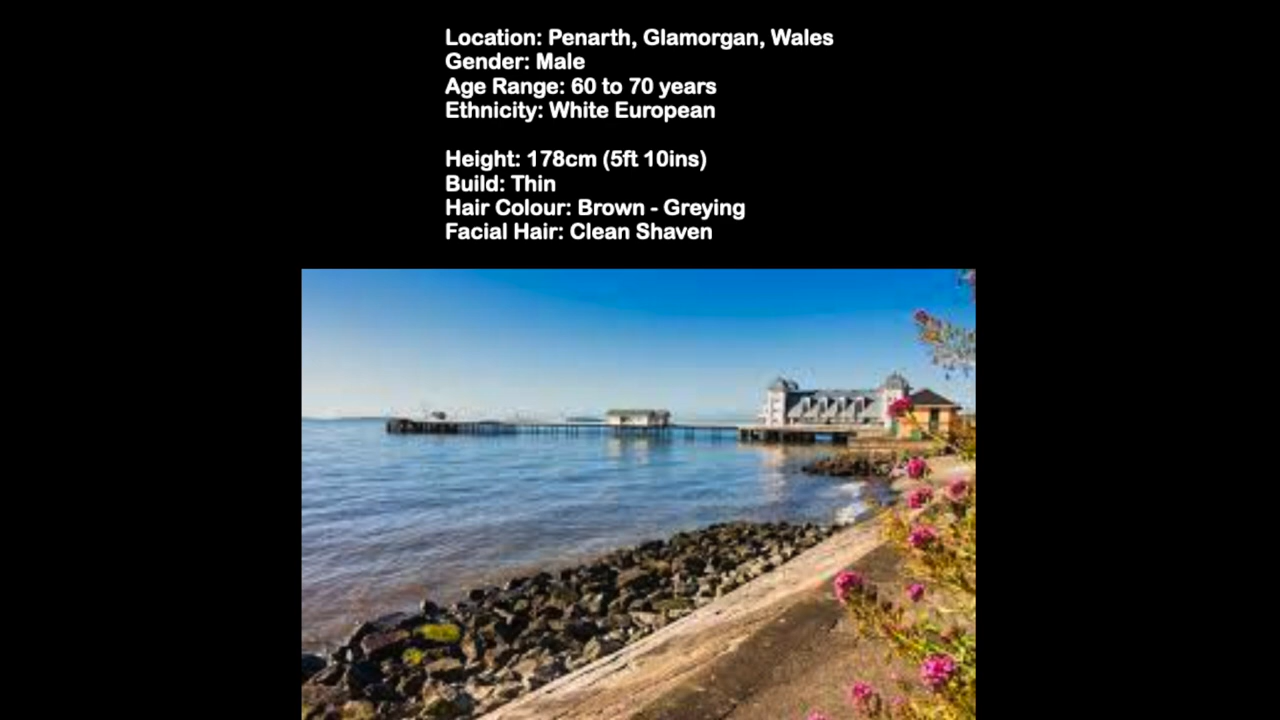 Location: Penarth, Glamorgan, Wales
Gender: Male
Age Range: 60 to 70 years
Ethnicity: White European
Height: 178cm (5ft 10ins)
Build: Thin
Hair Colour: Brown - Greying
Facial Hair: Clean Shaven